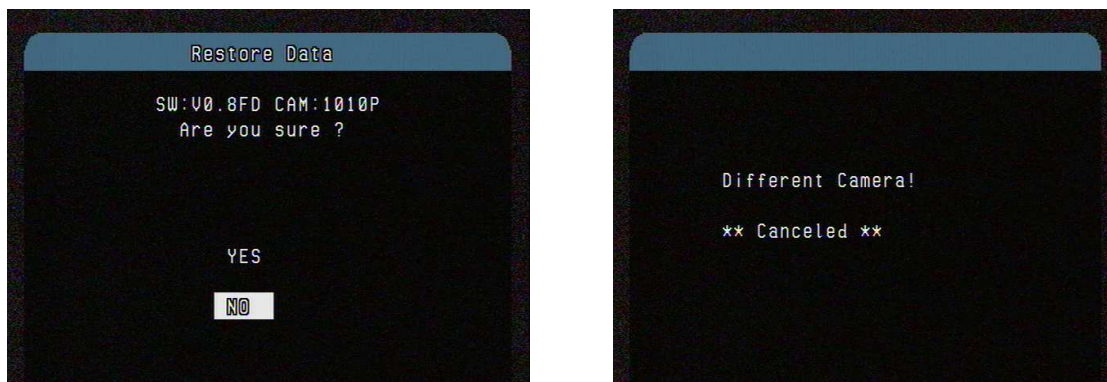 Restore Data
SW:V0.8FD CAM:1010P
Are you sure ?
YES
NO
Different Camera!
** Canceled **